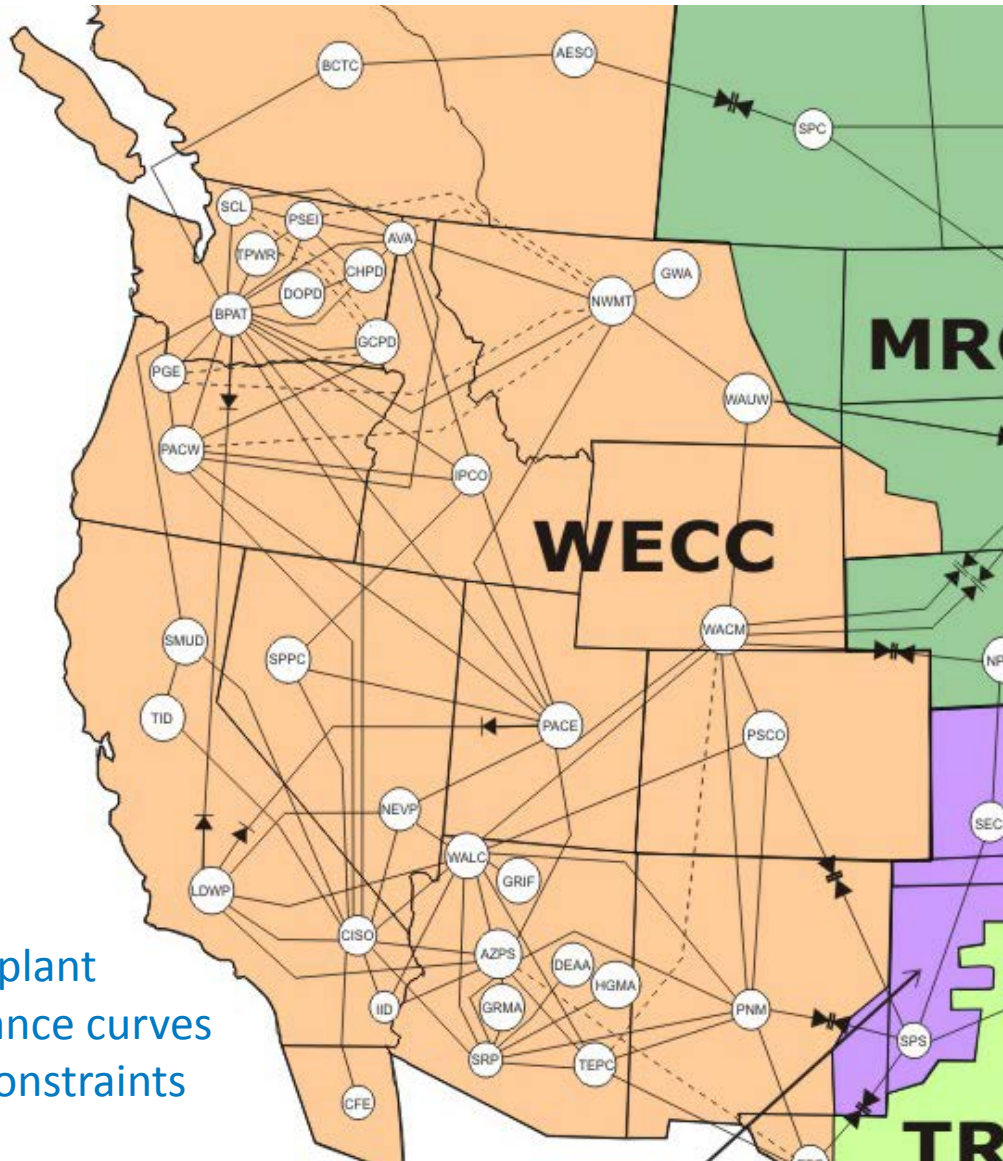 BCTC
AESO
SPC
SCL
PSEI
AVA
TPWR
CHPD
GWA
DOPD
NWMT
BPAT
GCPD
MR
PGE
WAUW
PACW
IPCO
WECC
WACM
SMUD
SPPC
NP
TID
PACE
PSCO
NEVP
SEC
WALC
LDWP
GRIF
CISO
plant
AZPS
DEAA
HGMA
ance curves
IID
GRMA
PNM
SPS
SRP
TEPC
onstraints
CFE
TR